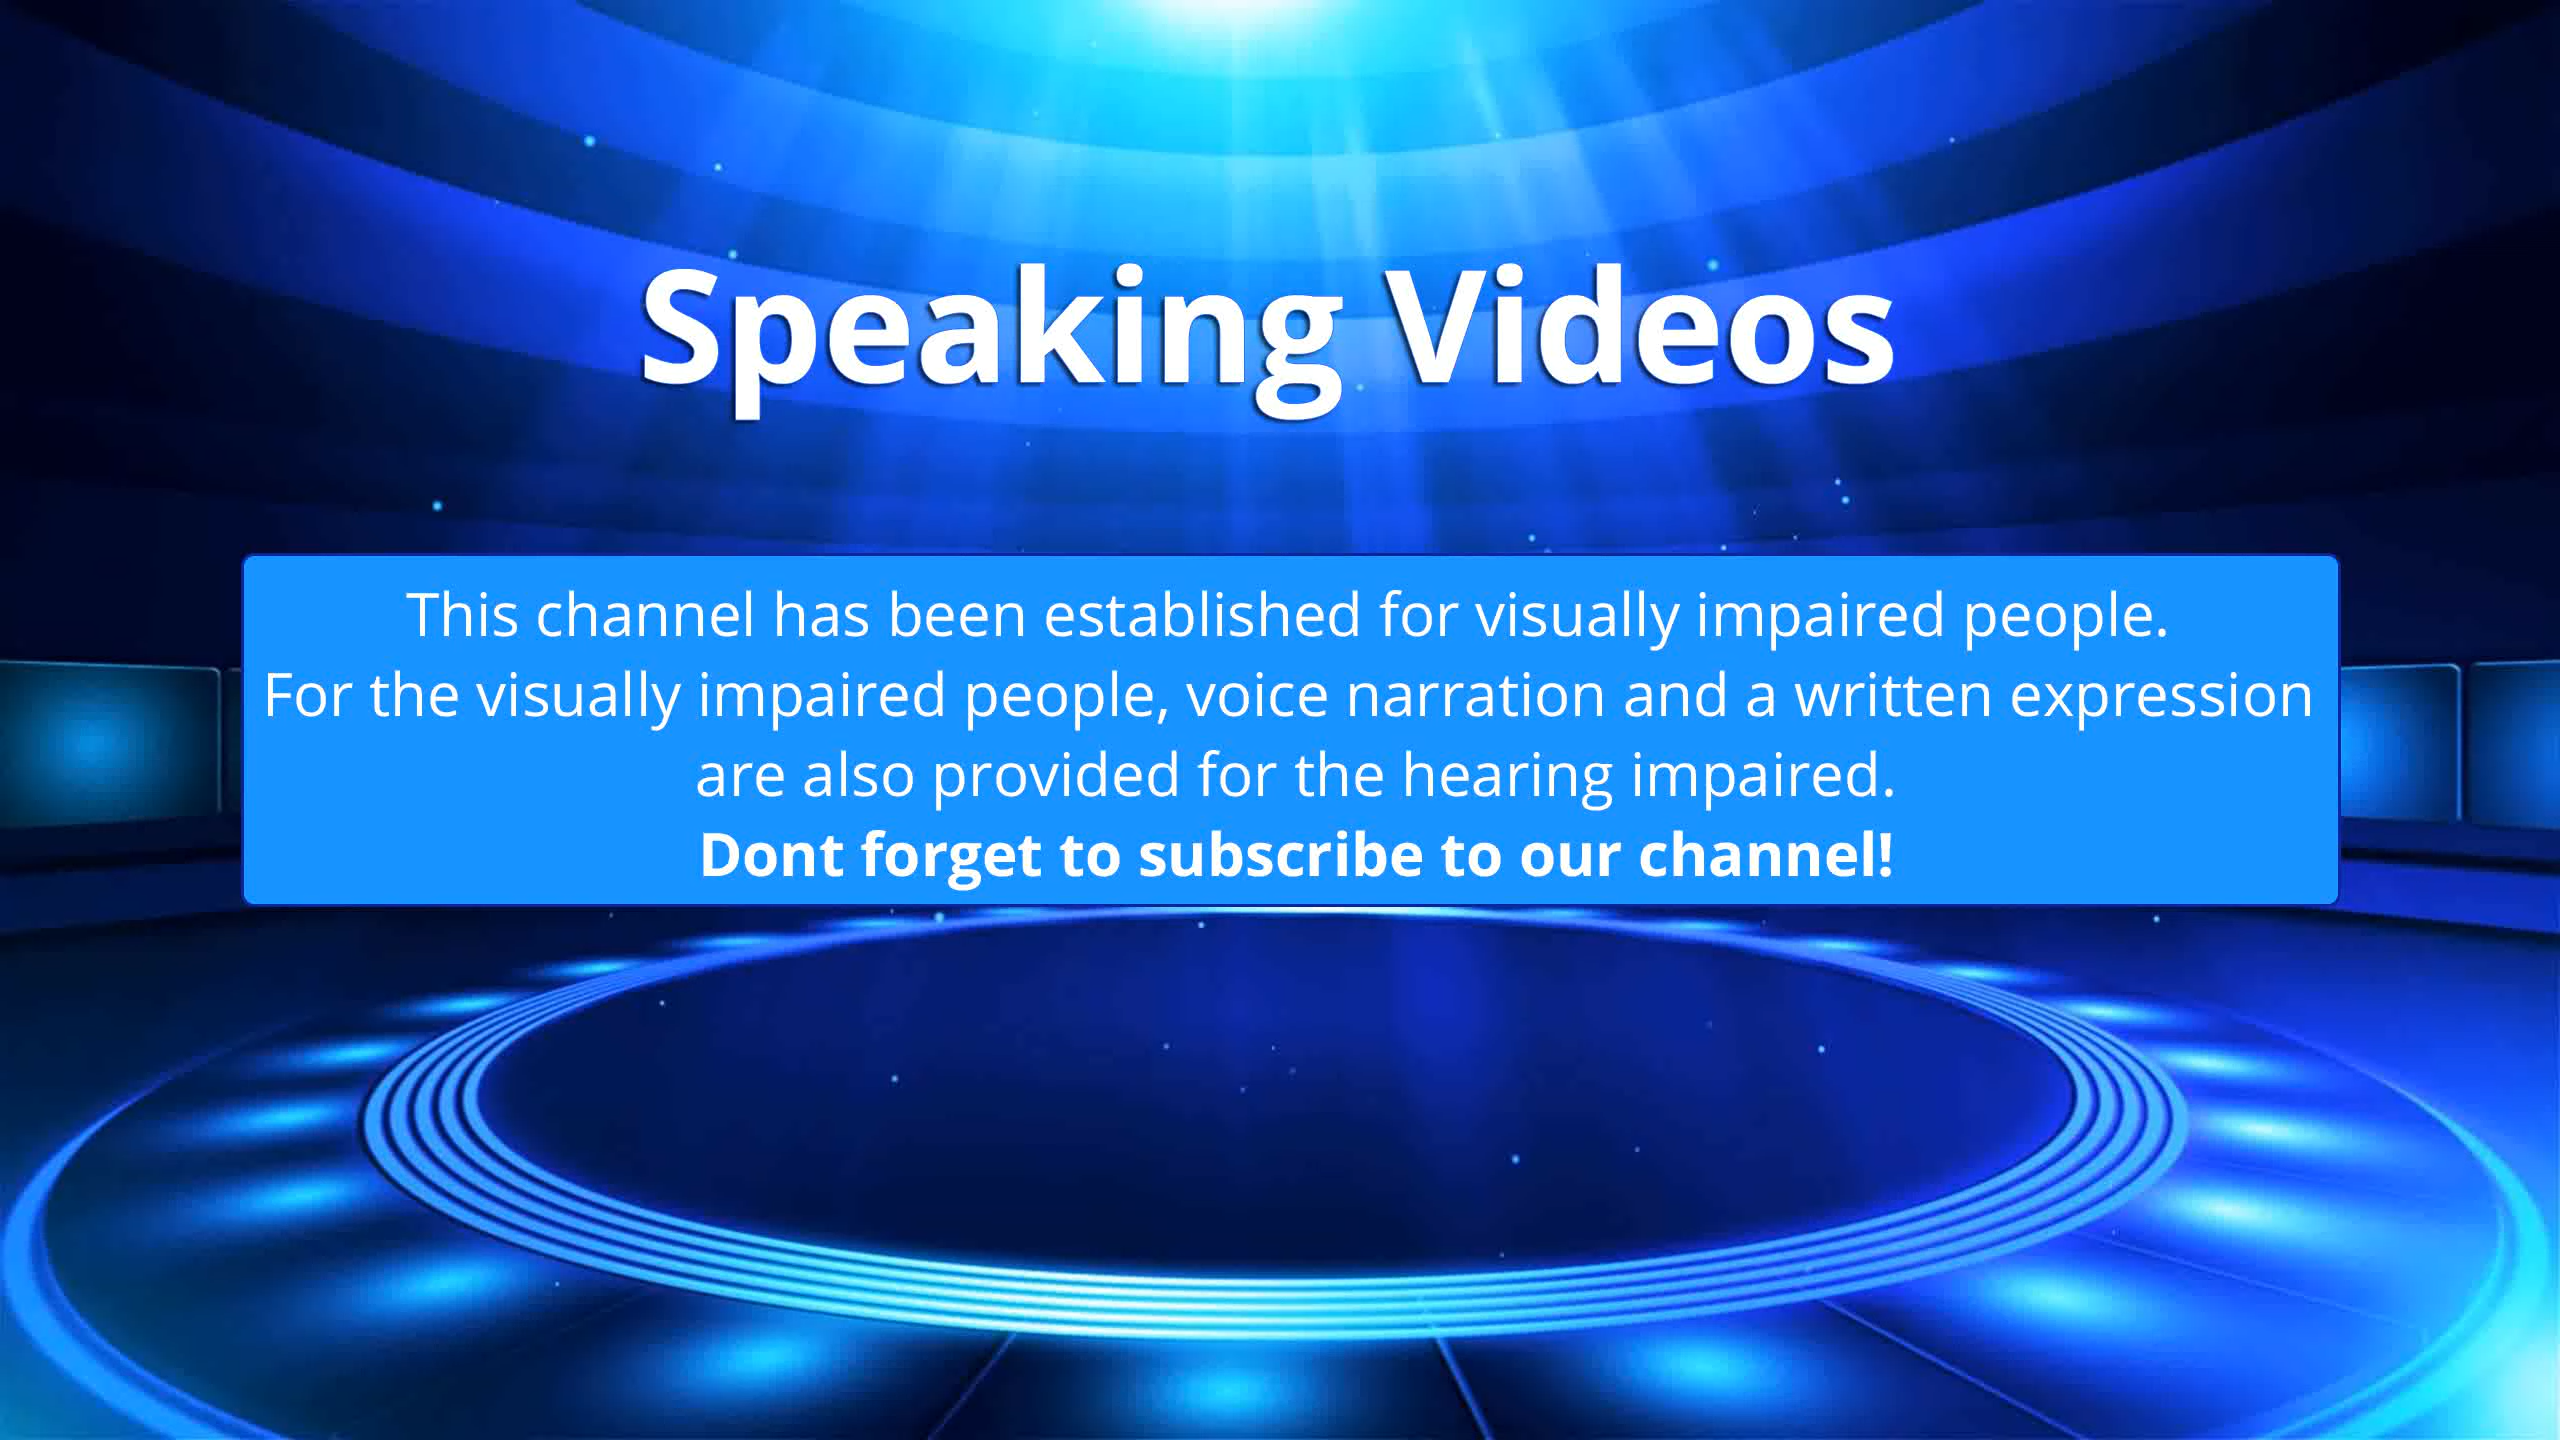 Speaking Videos
This channel has been established for visually impaired people.
For the visually impaired people, voice narration and a written expression
are also provided for the hearing impaired.
Dont forget to subscribe to our channel!